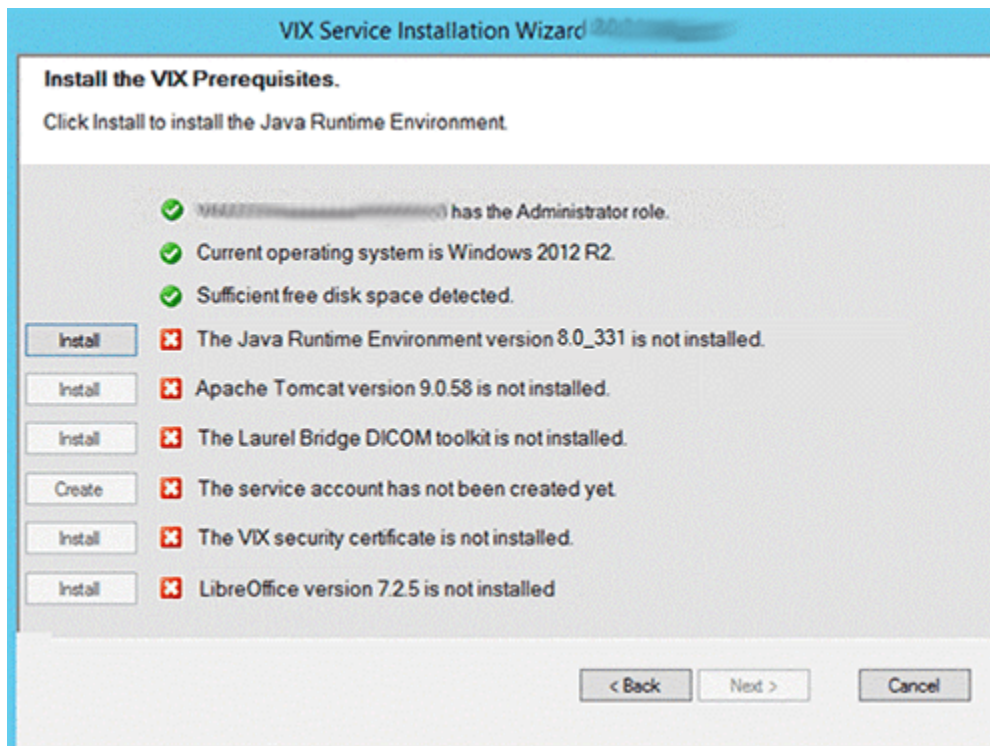 VIX Service Installation Wizard
Install the VIX Prerequisites.
Click Install to install the Java Runtime Environment.
has the Administrator role.
Current operating system is Windows 2012 R2.
Sufficient free disk space detected.
Install The Java Runtime Environment version 8.0_331 is not installed.
Install Apache Tomcat version 9.0.58 is not installed.
Install The Laurel Bridge DICOM toolkit is not installed.
Create The service account has not been created yet.
Install The VIX security certificate is not installed.
Install LibreOffice version 7.2.5 is not installed
< Back Next > Cancel